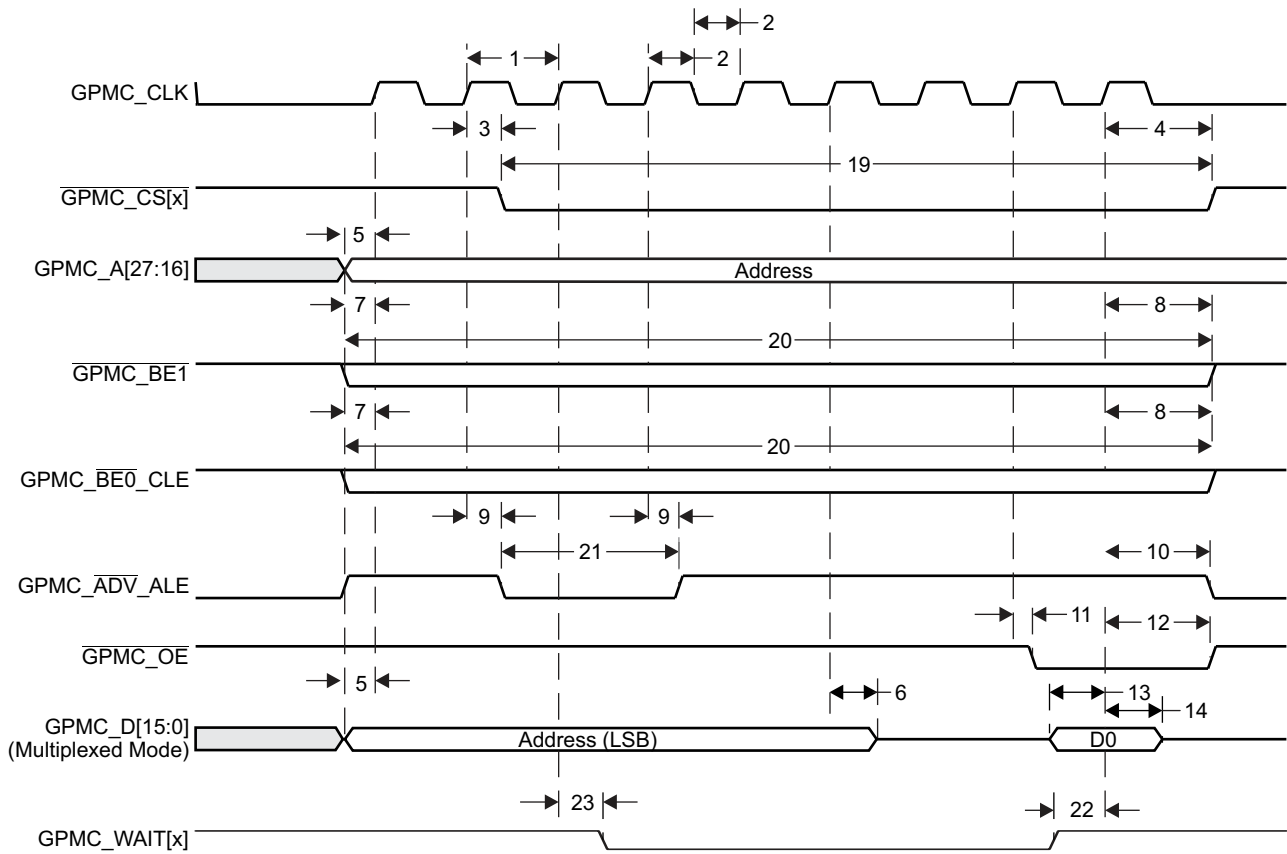 2
1
2
GPMC_CLK
3
4
19
GPMC_CS[x]
5
GPMC_A[27:16]
Address
7
8
20
GPMC_BE1
7
8
20
GPMC_BE0_CLE
9
9
21
10
GPMC_ADV_ALE
11
12
GPMC_OE
5
6
13
14
GPMC_D[15:0]
(Multiplexed Mode)
Address (LSB)
D0
23
22
GPMC_WAIT[x]